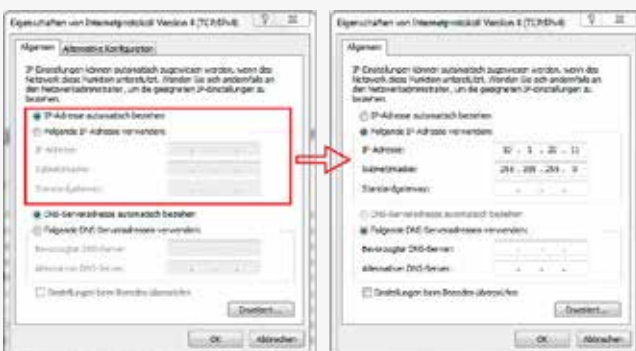 Eigenschaften von Internetprotokoll Version 4 (TCP/IPv4)
Allgemein
Alternative Konfiguration
IP-Einstellungen können automatisch zugewiesen werden, wenn das
Netzwerk diese Funktion unterstützt. Wenden Sie sich andernfalls an
den Netzwerkadministrator, um die geeigneten IP-Einstellungen zu
beziehen.
IP-Adresse automatisch beziehen
Folgende IP-Adresse verwenden:
IP-Adresse:
Subnetzmaske:
Standardgateway:
DNS-Serveradresse automatisch beziehen
Folgende DNS-Serveradressen verwenden:
Bevorzugter DNS-Server:
Alternativer DNS-Server:
Einstellungen beim Beenden überprüfen
Erweitert...
OK
Abbrechen
Eigenschaften von Internetprotokoll Version 4 (TCP/IPv4)
Allgemein
IP-Einstellungen können automatisch zugewiesen werden, wenn das
Netzwerk diese Funktion unterstützt. Wenden Sie sich andernfalls an
den Netzwerkadministrator, um die geeigneten IP-Einstellungen zu
beziehen.
IP-Adresse automatisch beziehen
Folgende IP-Adresse verwenden:
IP-Adresse:
Subnetzmaske: 255 . 255 . 255 . 0
Standardgateway:
DNS-Serveradresse automatisch beziehen
Folgende DNS-Serveradressen verwenden:
Bevorzugter DNS-Server:
Alternativer DNS-Server:
Einstellungen beim Beenden überprüfen
Erweitert...
OK
Abbrechen